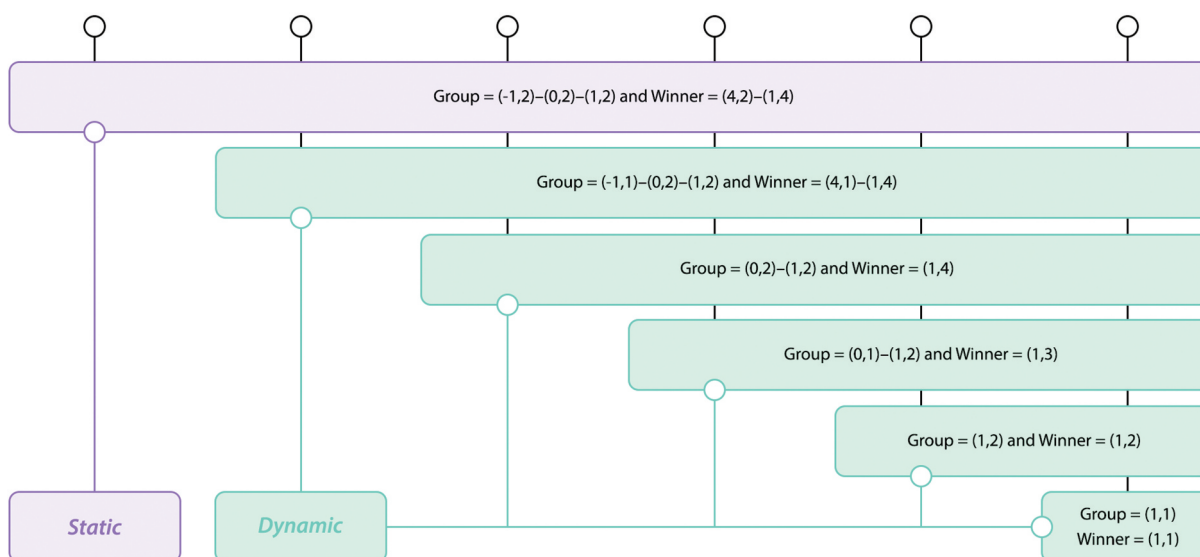 Group = (-1,2)–(0,2)–(1,2) and Winner = (4,2)–(1,4)
Group = (-1,1)–(0,2)–(1,2) and Winner = (4,1)–(1,4)
Group = (0,2)–(1,2) and Winner = (1,4)
Group = (0,1)–(1,2) and Winner = (1,3)
Group = (1,2) and Winner = (1,2)
Static
Dynamic
Group = (1,1)
Winner = (1,1)